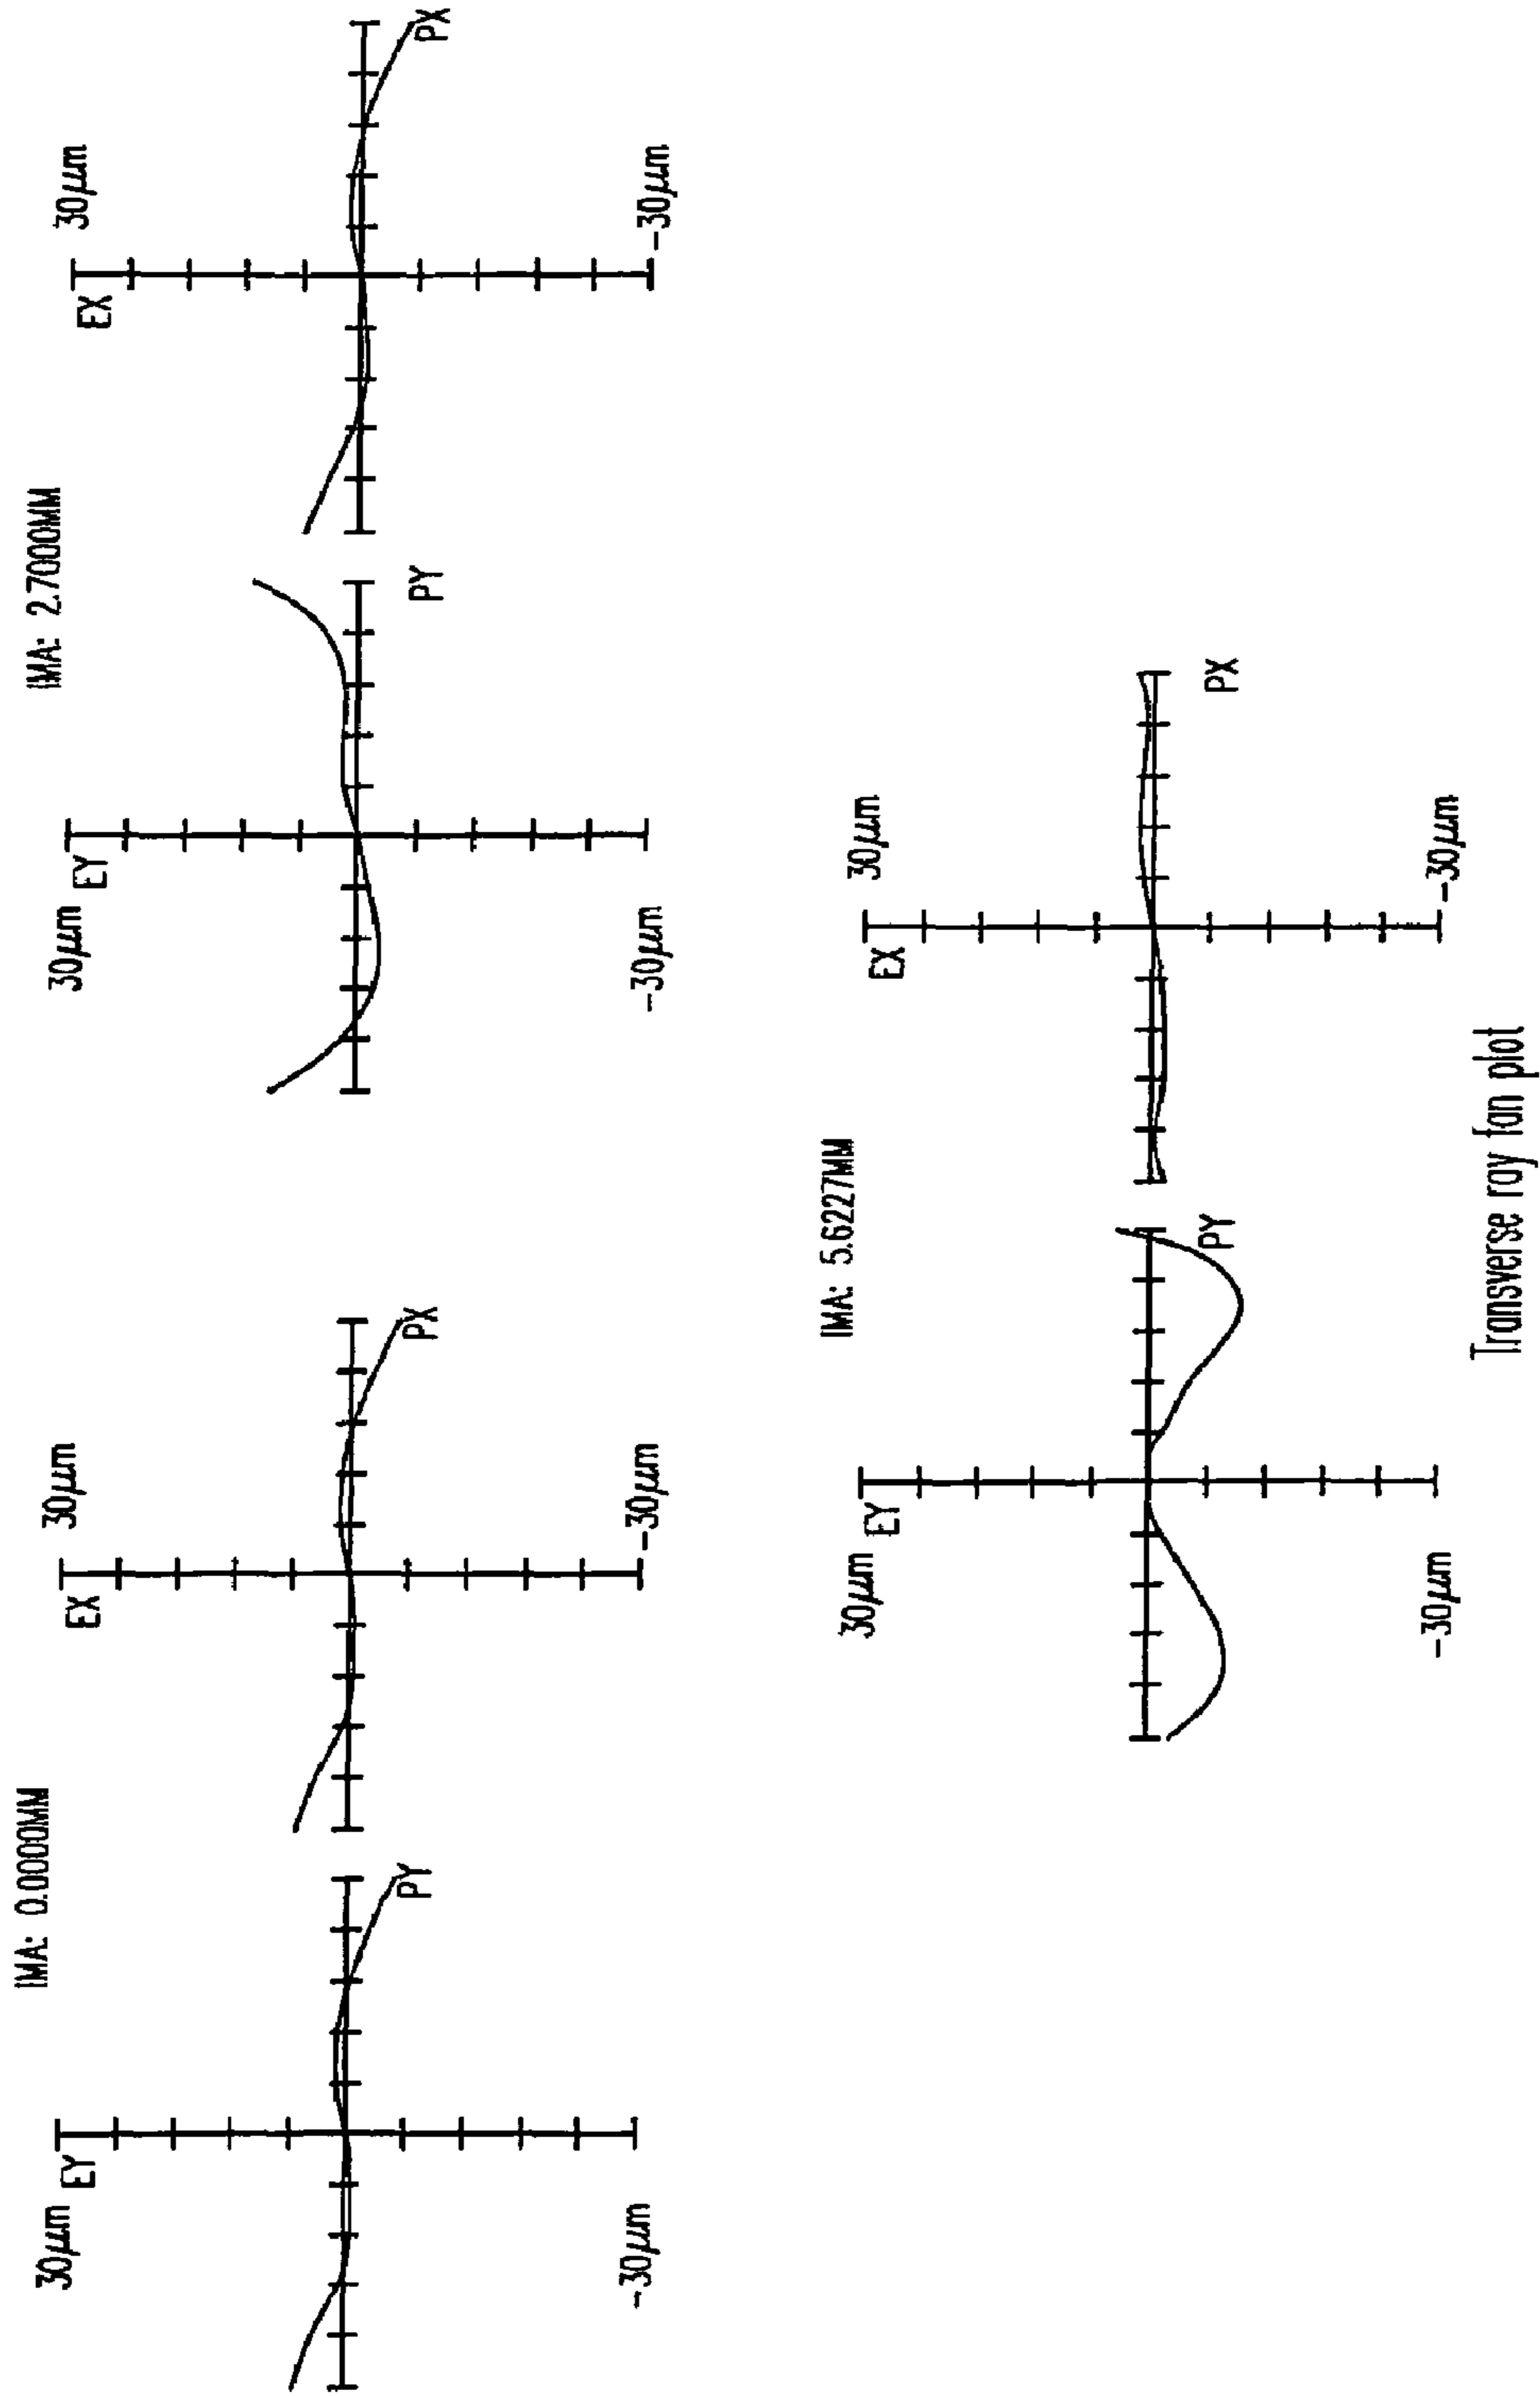 IMA: 0.0000MM
30μm
EY
PY
-30μm
30μm
EX
PX
-30μm
IMA: 2.7000MM
30μm
EY
PY
-30μm
30μm
EX
PX
-30μm
IMA: 5.6227MM
30μm
EY
PY
-30μm
30μm
EX
PX
-30μm
Transverse ray fan plot